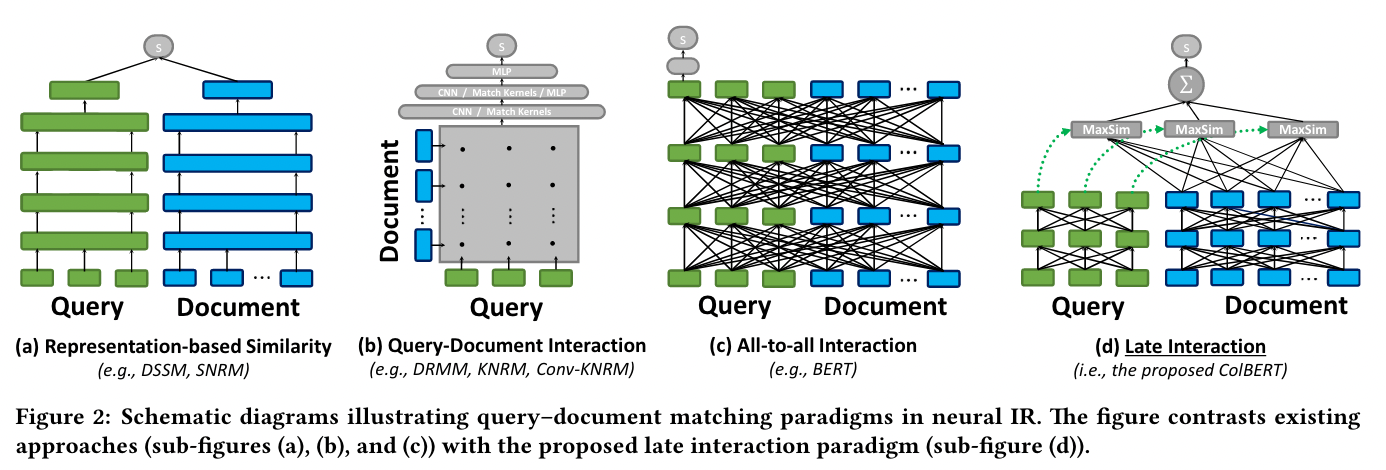 s
Query
Document
(a) Representation-based Similarity
(e.g., DSSM, SNRM)
s
MLP
CNN / Match Kernels / MLP
CNN / Match Kernels
Document
Query
(b) Query-Document Interaction
(e.g., DRMM, KNRM, Conv-KNRM)
s
Query
Document
(c) All-to-all Interaction
(e.g., BERT)
s
Σ
MaxSim
MaxSim
MaxSim
Query
Document
(d) Late Interaction
(i.e., the proposed ColBERT)
Figure 2: Schematic diagrams illustrating query–document matching paradigms in neural IR. The figure contrasts existing
approaches (sub-figures (a), (b), and (c)) with the proposed late interaction paradigm (sub-figure (d)).